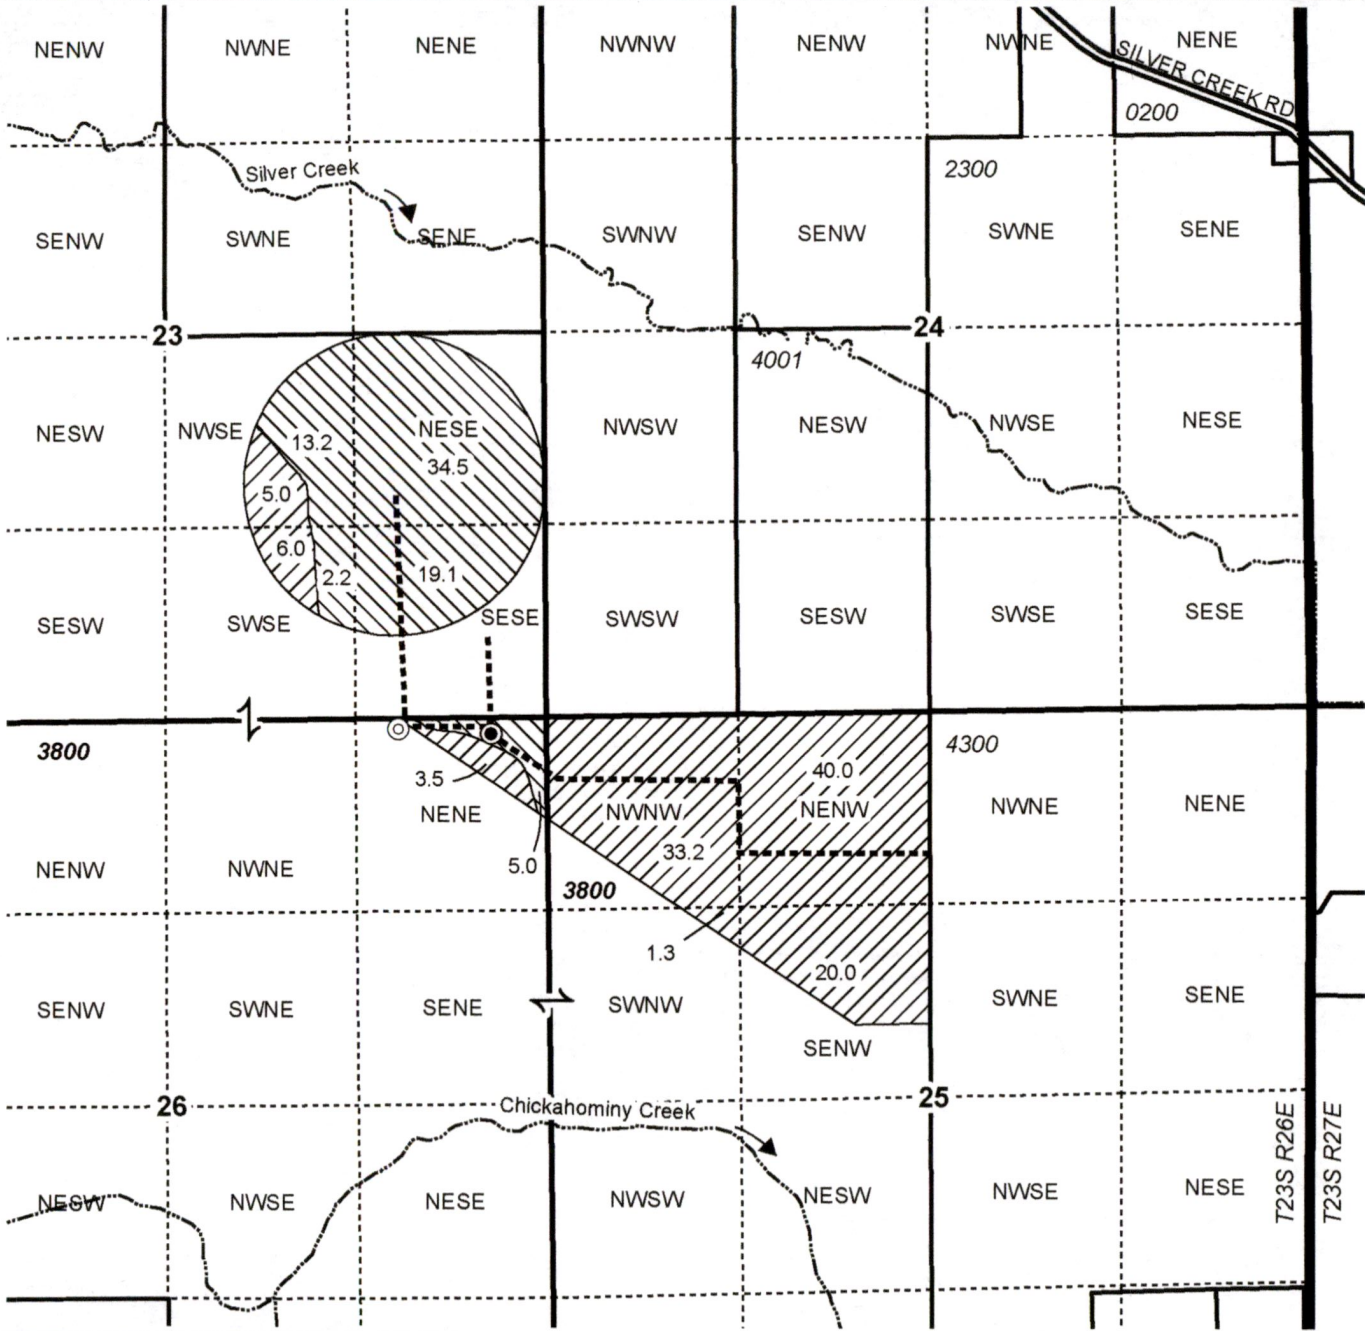 NENW NWNE NENE NWNW NENW NWNE NENE
SILVER CREEK RD
0200
Silver Creek
2300
SENW SWNE SENE SWNW SENW SWNE SENE
23 24
4001
NESW NWSE NESE NWSW NESW NWSE NESE
13.2 34.5
5.0
6.0
2.2 19.1
SESW SWSE SESE SWSW SESW SWSE SESE
3800 4300
40.0
3.5
NENE NWNW NENW NWNE NENE
33.2
NENW NWNE 5.0
3800
1.3 20.0
SENW SWNE SENE SWNW SWNE SENE
SENW
26 25
Chickahominy Creek
T23S R26E
T23S R27E
NESW NWSE NESE NWSW NESW NWSE NESE